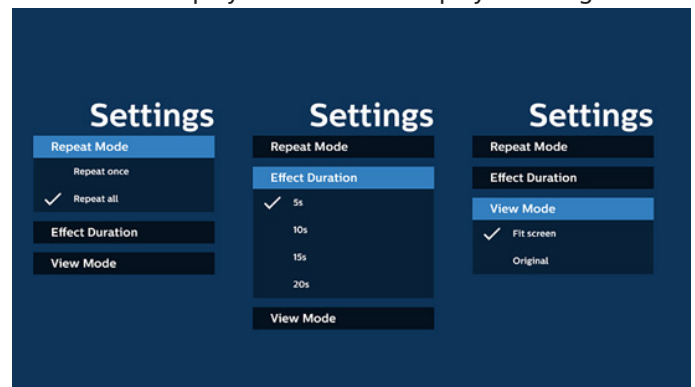 Settings
Repeat Mode
Repeat once
Repeat all
Effect Duration
View Mode
Settings
Repeat Mode
Effect Duration
5s
10s
15s
20s
View Mode
Settings
Repeat Mode
Effect Duration
View Mode
Fit screen
Original